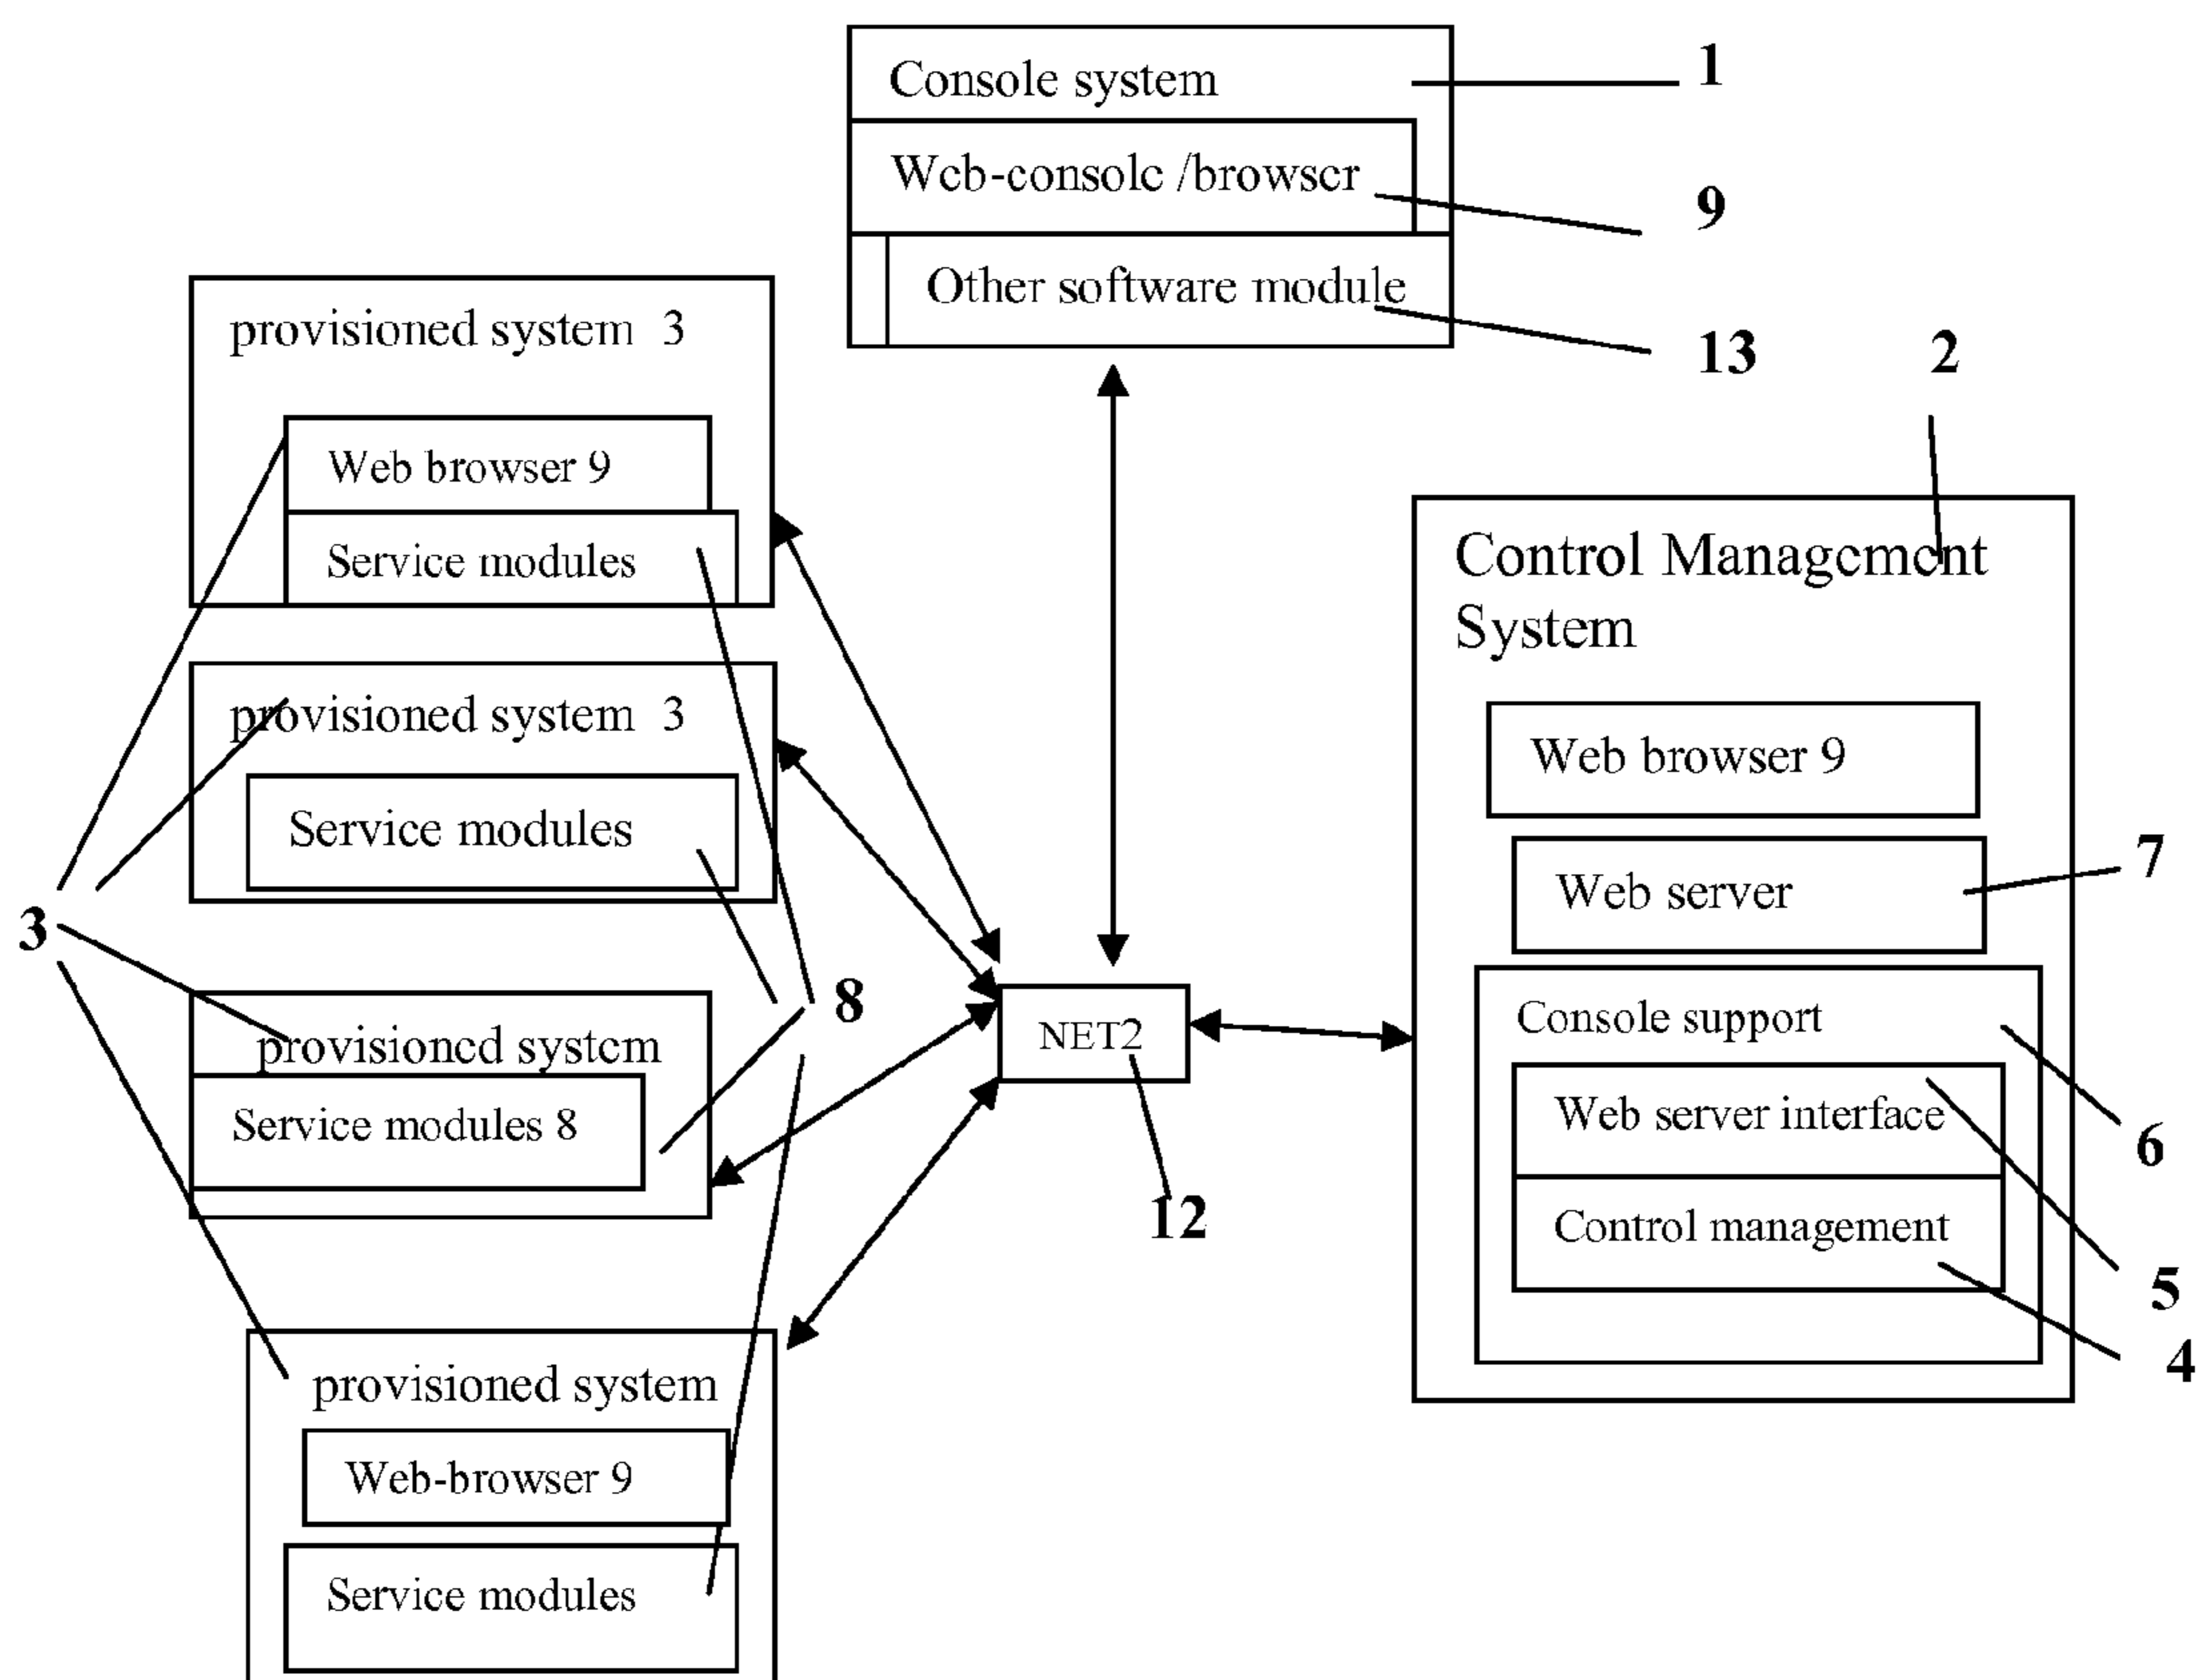 Console system
1
Web-console /browser
9
Other software module
13
2
provisioned system 3
Web browser 9
Service modules
Control Management
System
provisioned system 3
Service modules
Web browser 9
Web server
7
3
8
provisioned system
Service modules 8
NET2
12
Console support
6
Web server interface
5
Control management
4
provisioned system
Web-browser 9
Service modules